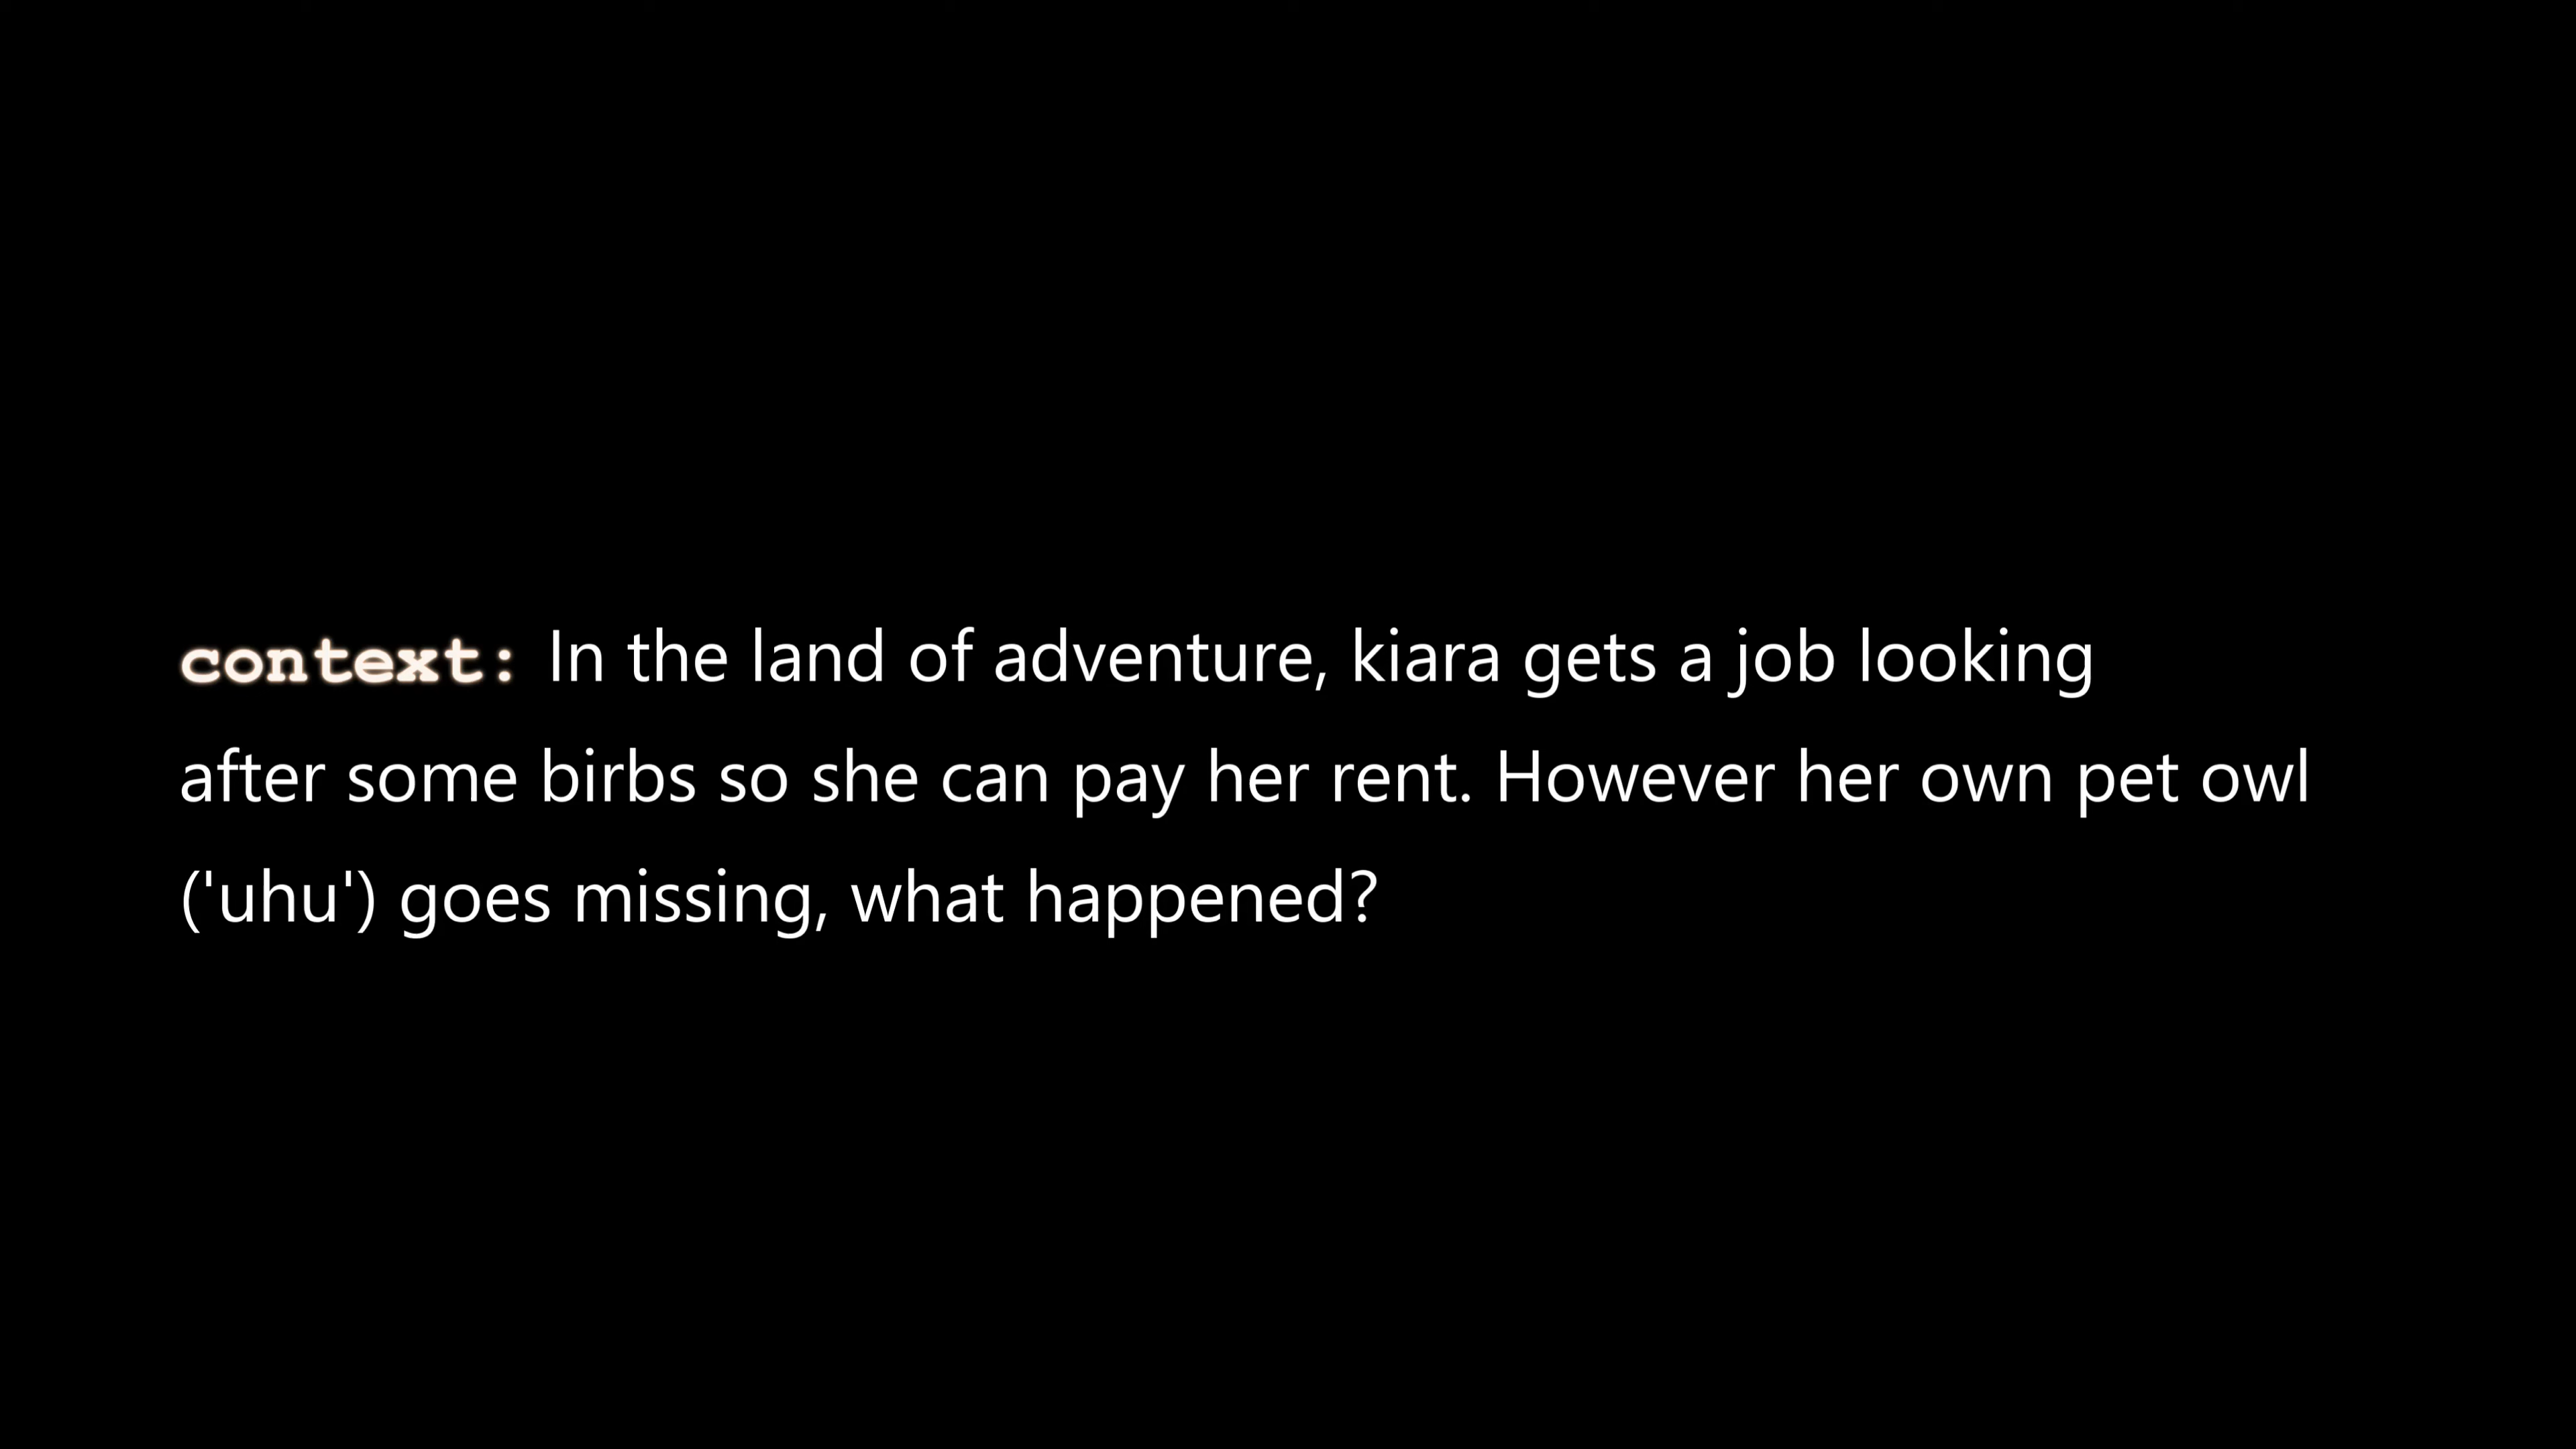 context: In the land of adventure, kiara gets a job looking
after some birbs so she can pay her rent. However her own pet owl
('uhu') goes missing, what happened?